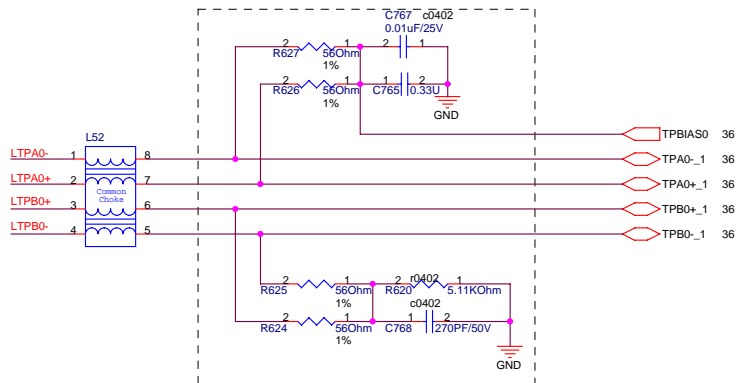 C767 c0402
0.01uF/25V
2 1 2 1
R627 56Ohm
1%
2 1 1 2
R626 56Ohm C765 0.33U
1%
GND
L52
TPBIAS0 36
LTPA0- 1 8 TPA0-_1 36
LTPA0+ 2 7 TPA0+_1 36
Common
Choke
LTPB0+ 3 6 TPB0+_1 36
LTPB0- 4 5 TPB0-_1 36
2 1 2 r0402 1
R625 56Ohm R620 5.11KOhm
1%
c0402
2 1 1 2
R624 56Ohm C768 270PF/50V
1%
GND